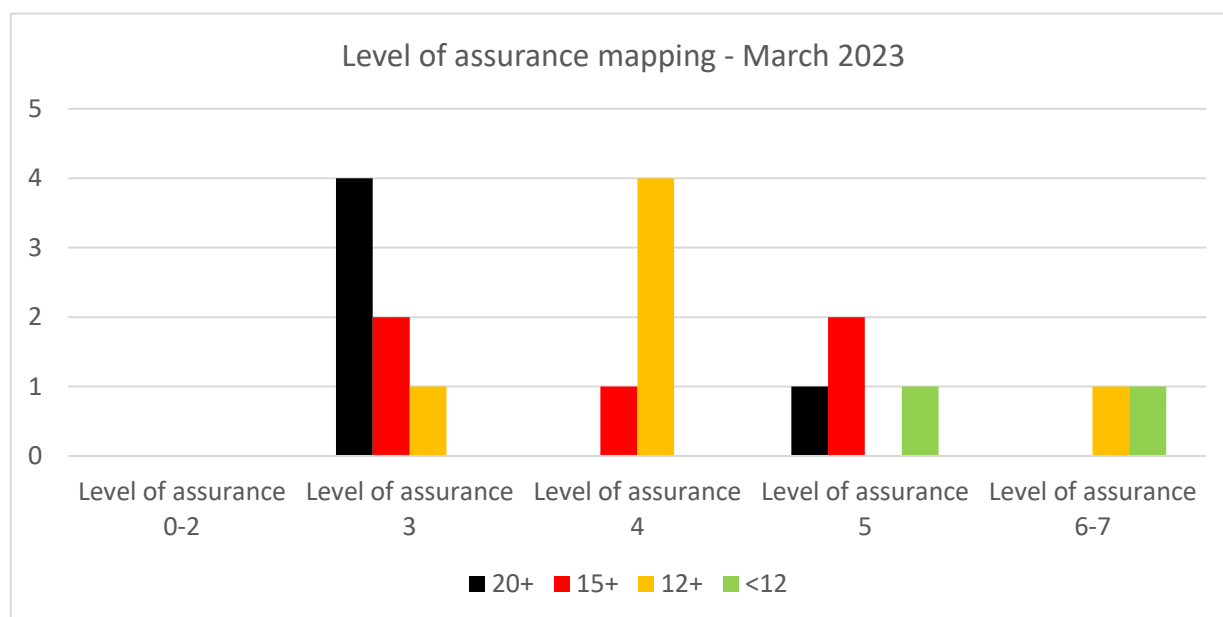 Level of assurance mapping - March 2023
5
4
3
2
1
0
Level of assurance 0-2
Level of assurance 3
Level of assurance 4
Level of assurance 5
Level of assurance 6-7
20+ 15+ 12+ <12